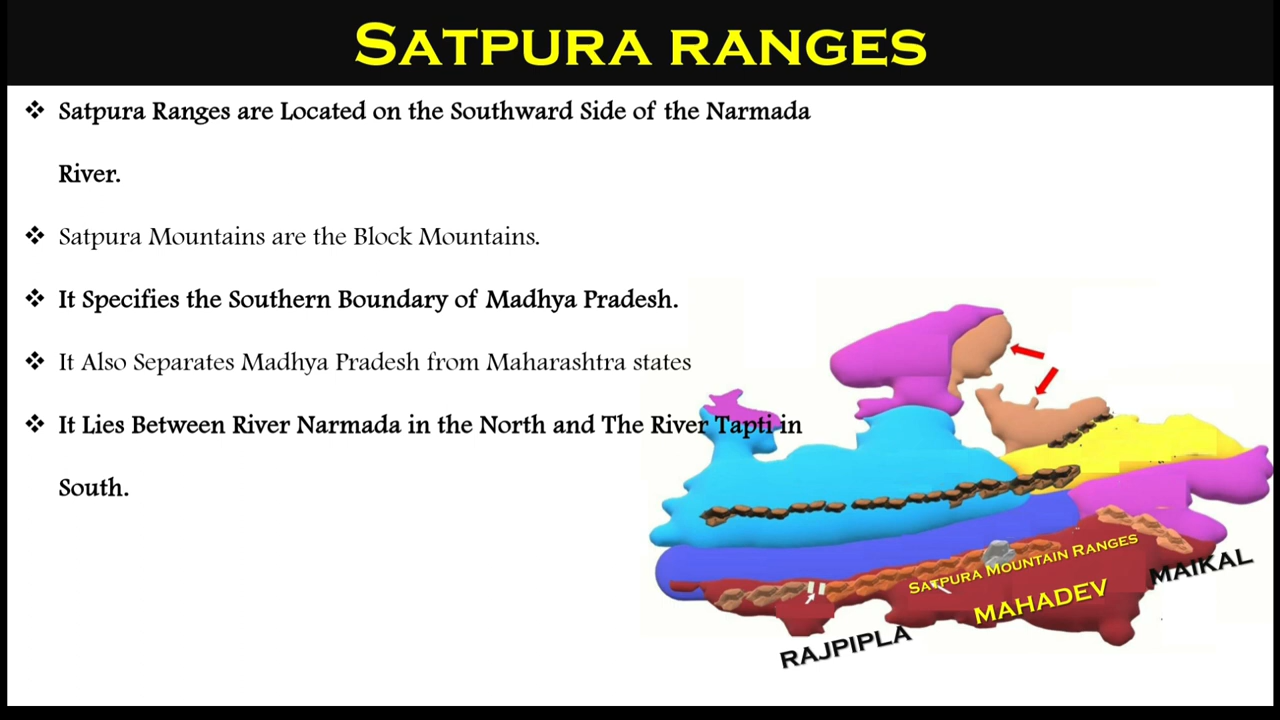 SATPURA RANGES
❖ Satpura Ranges are Located on the Southward Side of the Narmada
River.
❖ Satpura Mountains are the Block Mountains.
❖ It Specifies the Southern Boundary of Madhya Pradesh.
❖ It Also Separates Madhya Pradesh from Maharashtra states
❖ It Lies Between River Narmada in the North and The River Tapti in
South.
SATPURA MOUNTAIN RANGES
MAIKAL
MAHADEV
RAJPIPLA